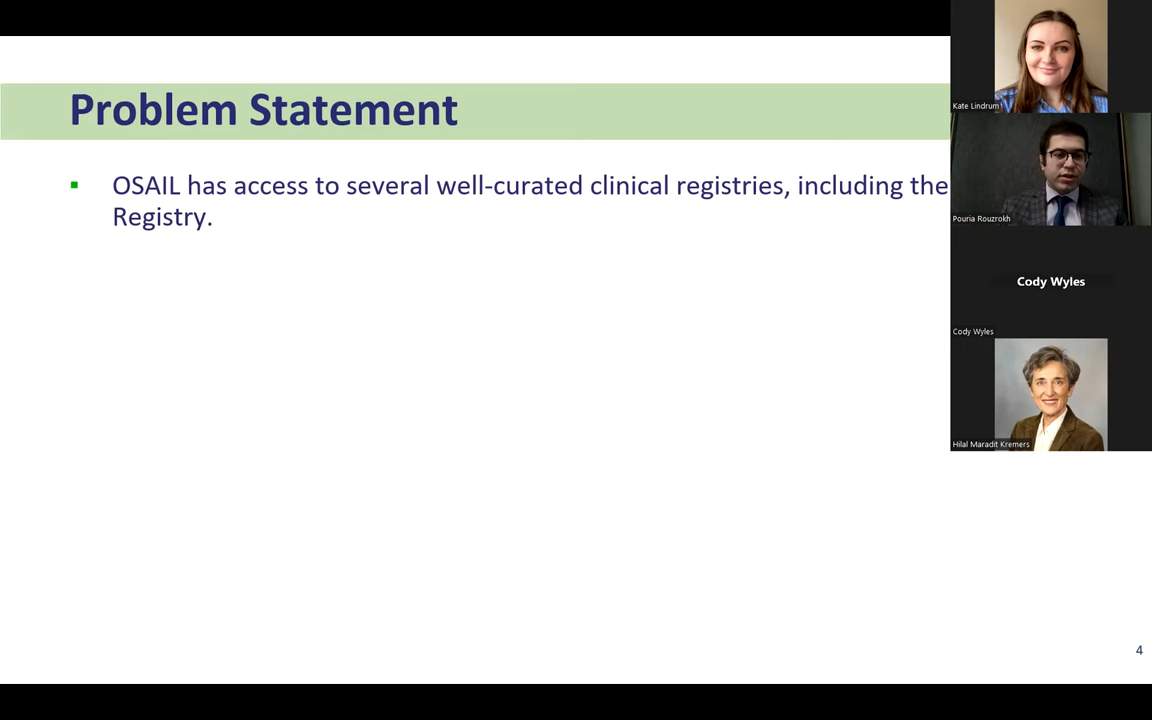 Problem Statement
▪ OSAIL has access to several well-curated clinical registries, including the
Registry.
Kate Lindrum
Pouria Rouzrokh
Cody Wyles
Cody Wyles
Hilal Maradit Kremers
4